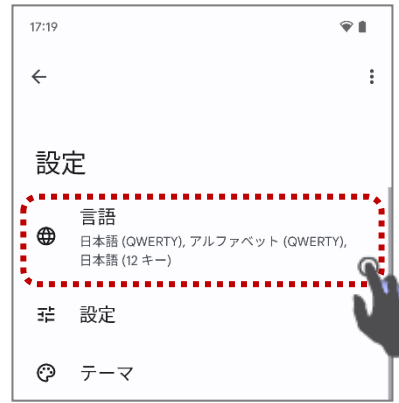 17:19
設定
言語
日本語 (QWERTY), アルファベット (QWERTY),
日本語 (12 キー)
設定
テーマ